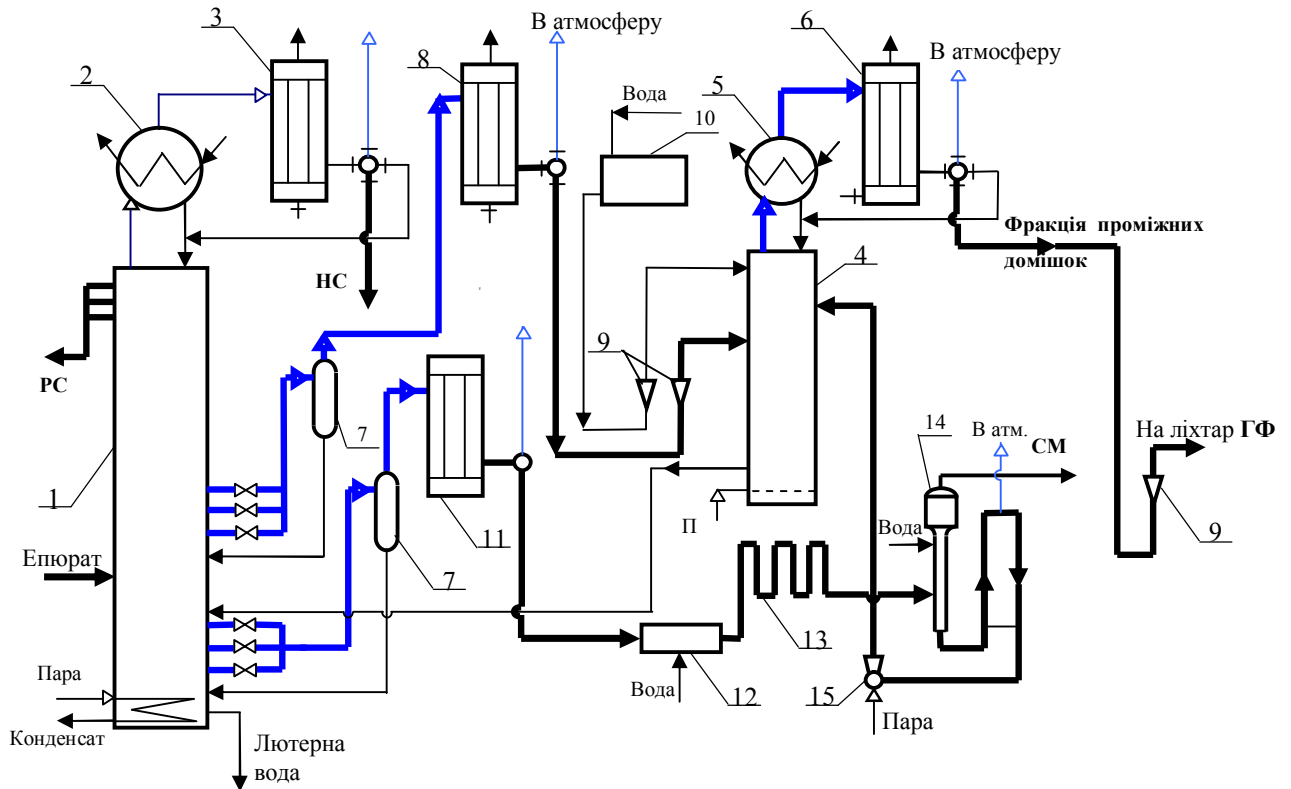 3
В атмосферу
6
2
8
В атмосферу
5
Вода
10
Фракція проміжних
домішок
4
НС
9
РС
7
14
В атм.
СМ
На ліхтар ГФ
1
П
11
Вода
9
Епюрат
7
13
Пара
Вода
12
15
Пара
Конденсат
Лютерна
вода